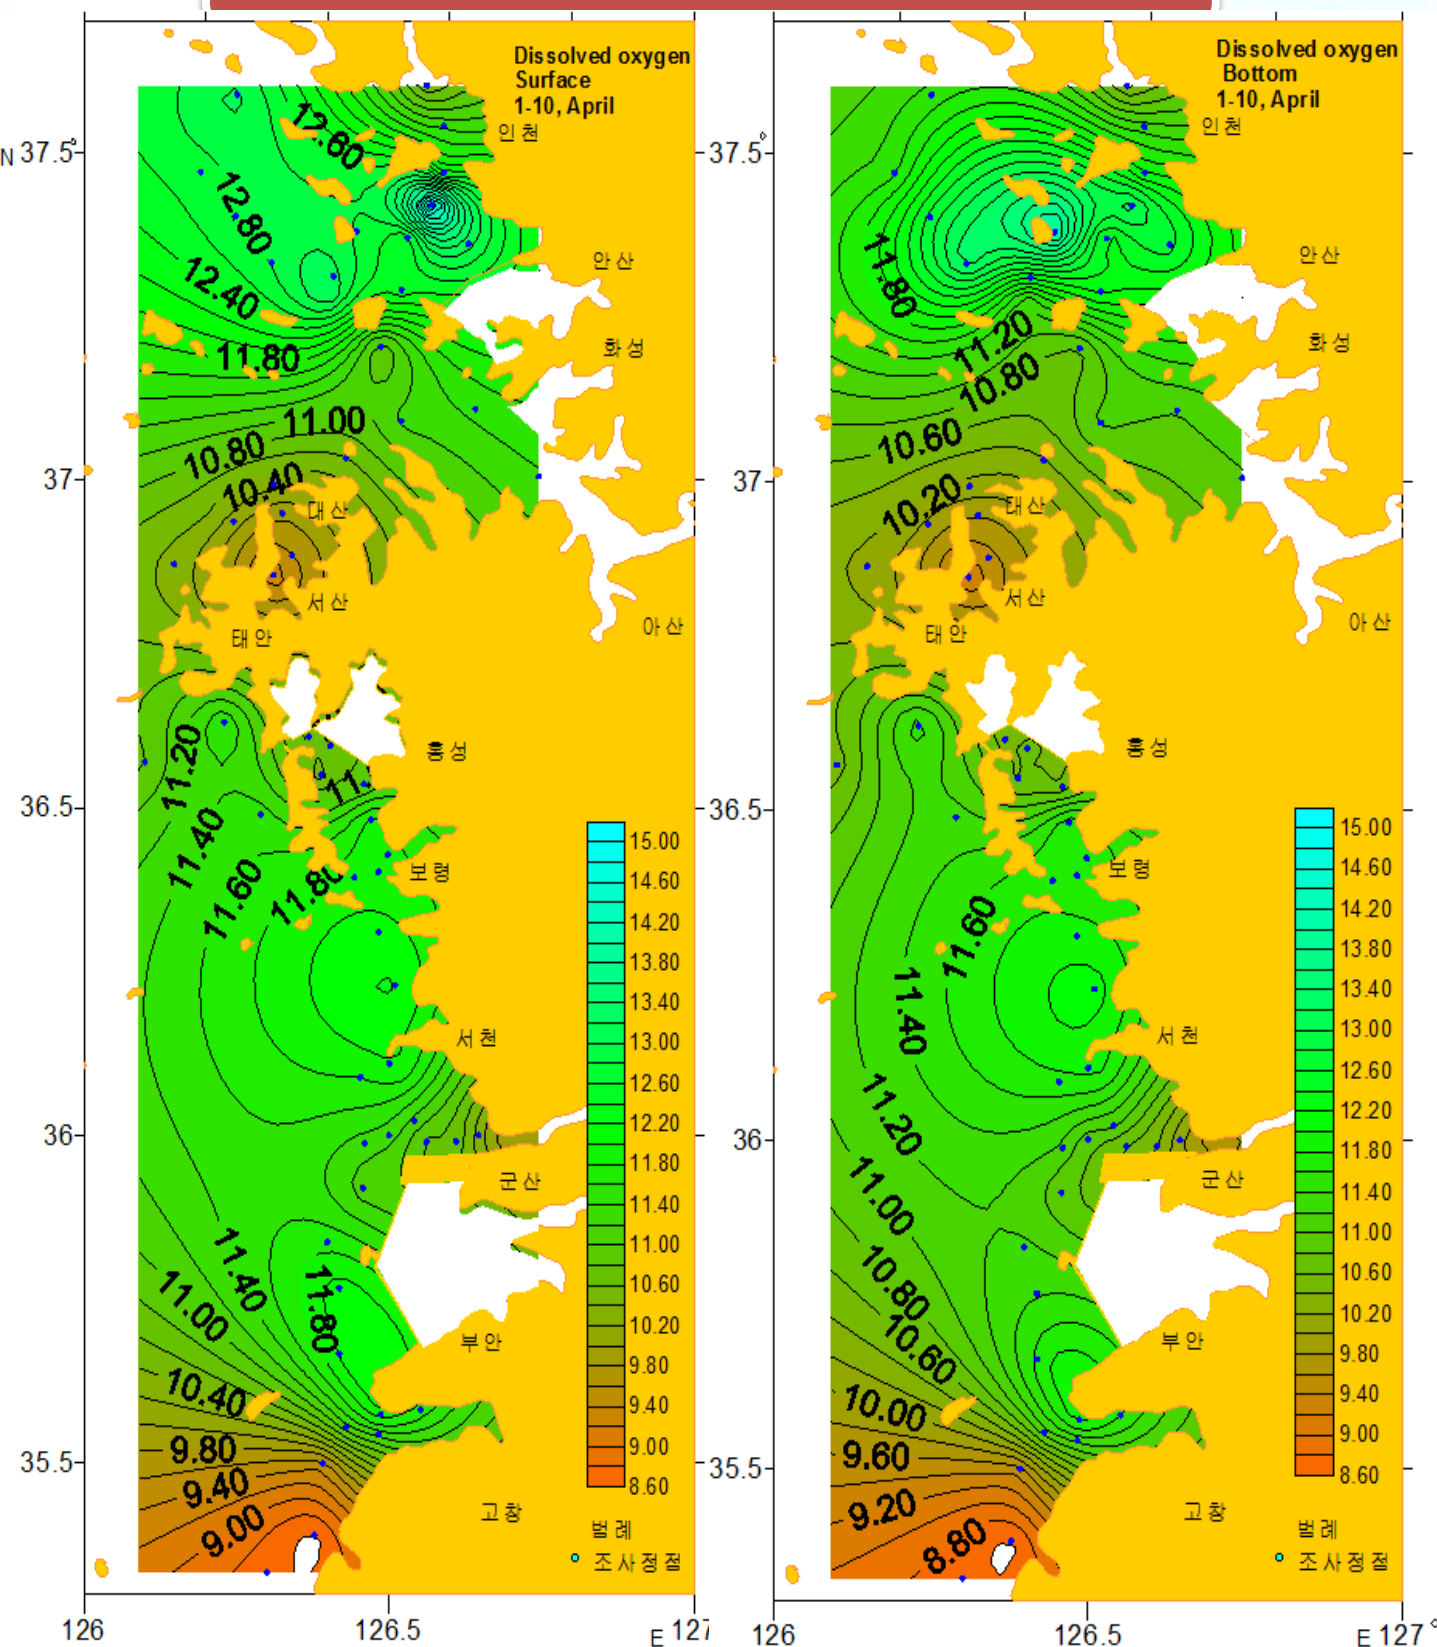 Dissolved oxygen
Surface
1-10, April
인천
안산
화성
대산
서산
태안
아산
홍성
보령
서천
군산
부안
고창
12.60
12.80
12.40
11.80
11.00
10.80
10.40
11.20
11
11.40
11.60
11.80
11.40
11.80
11.00
10.40
9.80
9.40
9.00
15.00
14.60
14.20
13.80
13.40
13.00
12.60
12.20
11.80
11.40
11.00
10.60
10.20
9.80
9.40
9.00
8.60
범례
조사정점
N 37.5°
37
36.5
36
35.5
126
126.5
E 127
Dissolved oxygen
Bottom
1-10, April
인천
안산
화성
태산
서산
태안
아산
홍성
보령
서천
군산
부안
고창
11.80
11.20
10.80
10.60
10.20
11.60
11.40
11.20
11.00
10.80
10.60
10.00
9.60
9.20
8.80
15.00
14.60
14.20
13.80
13.40
13.00
12.60
12.20
11.80
11.40
11.00
10.60
10.20
9.80
9.40
9.00
8.60
범례
조사정점
37.5°
37
36.5
36
35.5
126
126.5
E 127°